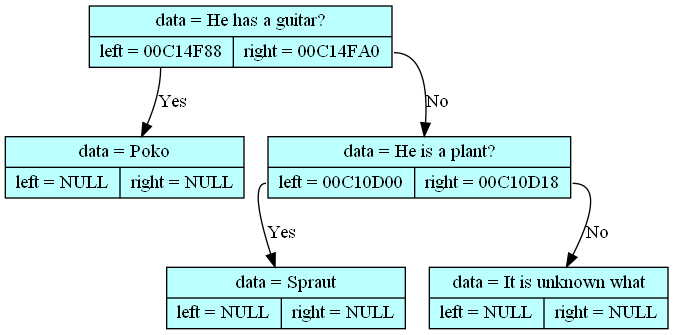 data = He has a guitar?
left = 00C14F88 right = 00C14FA0
Yes No
data = Poko data = He is a plant?
left = NULL right = NULL left = 00C10D00 right = 00C10D18
Yes No
data = Spraut data = It is unknown what
left = NULL right = NULL left = NULL right = NULL